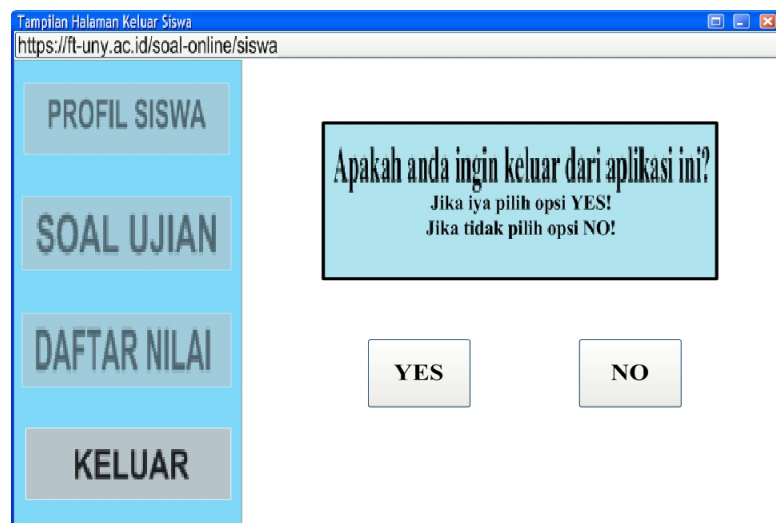 Tampilan Halaman Keluar Siswa
https://ft-uny.ac.id/soal-online/siswa
PROFIL SISWA
SOAL UJIAN
DAFTAR NILAI
KELUAR
Apakah anda ingin keluar dari aplikasi ini?
Jika iya pilih opsi YES!
Jika tidak pilih opsi NO!
YES
NO